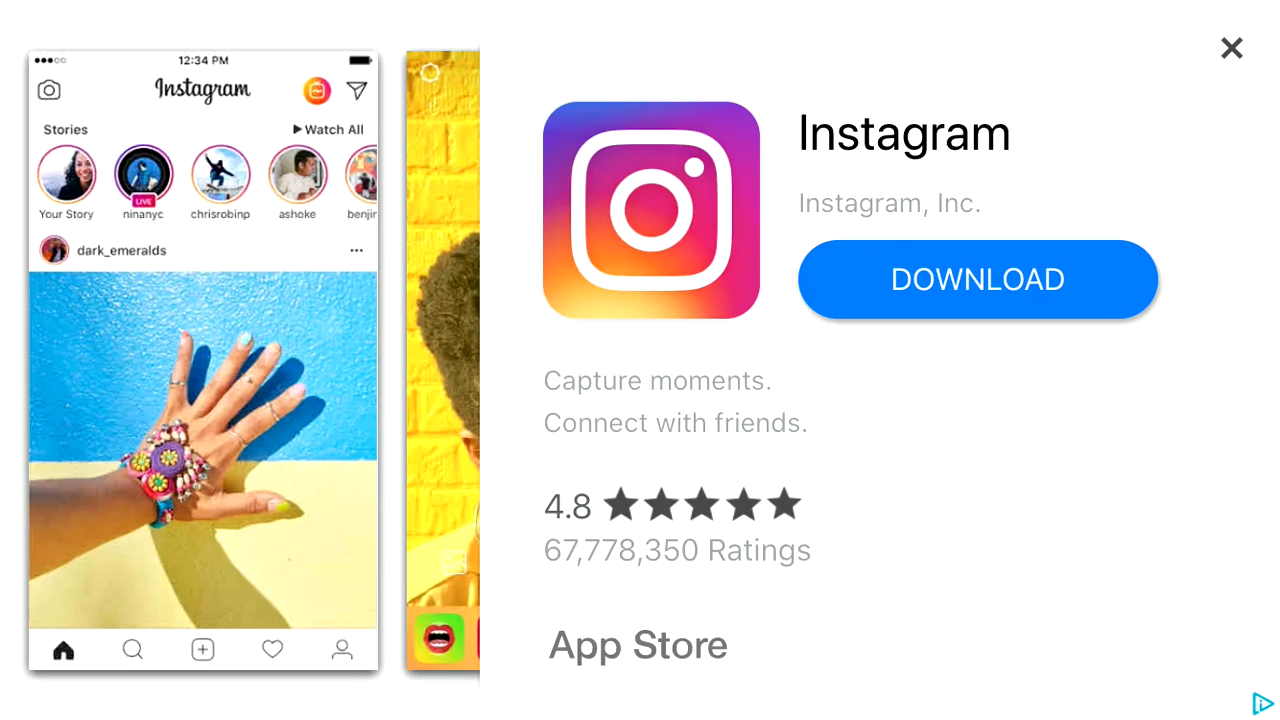 12:34 PM
Instagram
Stories
Watch All
LIVE
Your Story
ninanyc
chrisrobinp
ashoke
benjin
dark_emeralds
Instagram
Instagram, Inc.
DOWNLOAD
Capture moments.
Connect with friends.
4.8
67,778,350 Ratings
App Store